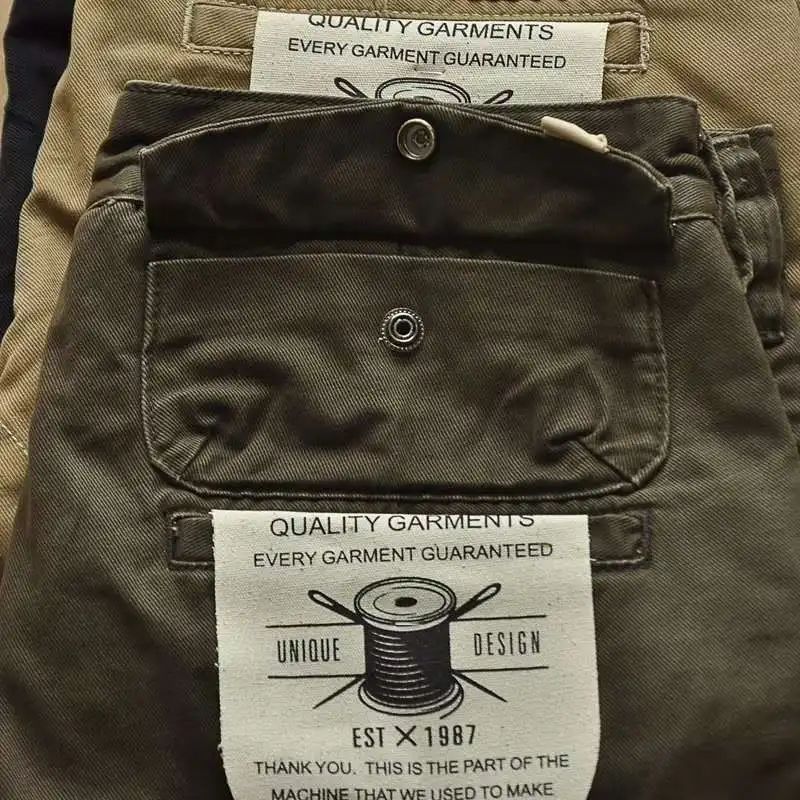 QUALITY GARMENTS
EVERY GARMENT GUARANTEED
QUALITY GARMENTS
EVERY GARMENT GUARANTEED
UNIQUE DESIGN
EST X 1987
THANK YOU. THIS IS THE PART OF THE
MACHINE THAT WE USED TO MAKE